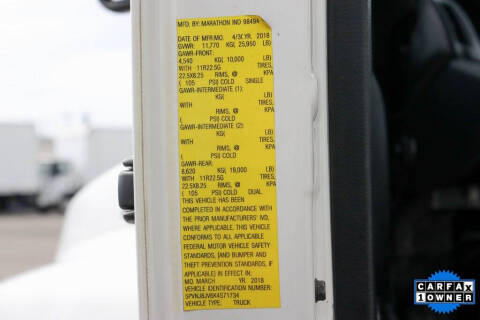 MFD. BY: MARATHON IND 98494
DATE OF MFR/MO. 4/30 YR. 2018
GVWR: 11,770 KG( 25,950 LB)
GAWR-FRONT:
4,540 KG( 10,000 LB)
WITH 11R22.5G TIRES,
22.5X8.25 RIMS, @ KPA
( 105 PSI) COLD SINGLE
GAWR-INTERMEDIATE (1):
KG( LB)
WITH TIRES,
RIMS, @ KPA
( PSI) COLD
GAWR-INTERMEDIATE (2):
KG( LB)
WITH TIRES,
RIMS, @ KPA
( PSI) COLD
GAWR-REAR:
8,620 KG( 19,000 LB)
WITH 11R22.5G TIRES,
22.5X8.25 RIMS, @ KPA
( 105 PSI) COLD DUAL
THIS VEHICLE HAS BEEN
COMPLETED IN ACCORDANCE WITH
THE PRIOR MANUFACTURERS' IVD,
WHERE APPLICABLE. THIS VEHICLE
CONFORMS TO ALL APPLICABLE
FEDERAL MOTOR VEHICLE SAFETY
STANDARDS, [AND BUMPER AND
THEFT PREVENTION STANDARDS, IF
APPLICABLE] IN EFFECT IN:
MO. MARCH YR. 2018
VEHICLE IDENTIFICATION NUMBER:
5PVNJ8JV6K4S71734
VEHICLE TYPE: TRUCK
CARFAX
1 OWNER